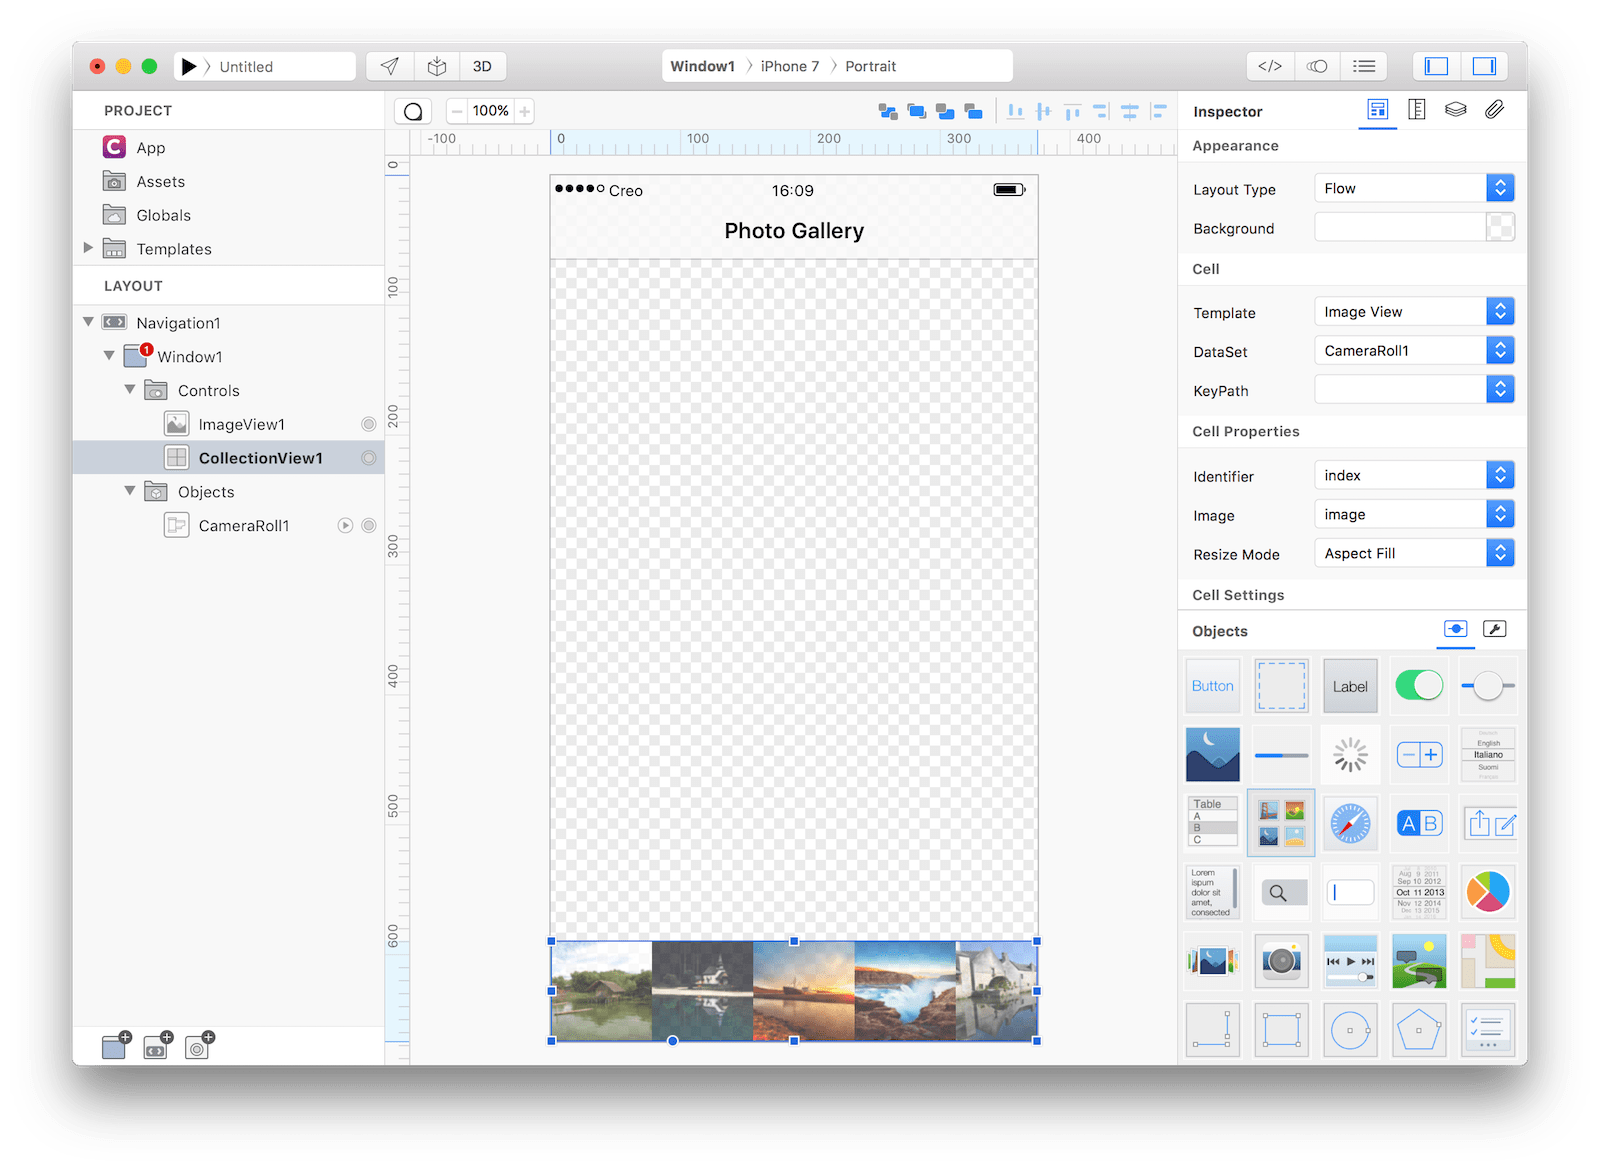 Untitled
3D
Window1
iPhone 7
Portrait
</>
PROJECT
C App
Assets
Globals
Templates
LAYOUT
Navigation1
1 Window1
Controls
ImageView1
CollectionView1
Objects
CameraRoll1
100%
-100 0 100 200 300 400
0
100
200
300
400
500
600
Creo 16:09
Photo Gallery
Inspector
Appearance
Layout Type Flow
Background
Cell
Template Image View
DataSet CameraRoll1
KeyPath
Cell Properties
Identifier index
Image image
Resize Mode Aspect Fill
Cell Settings
Objects
Button
Label
English
Italiano
Suomi
Table
A
B
C
A B
Lorem
ispum
dolor sit
amet,
consected
Aug 9 2011
Sep 10 2012
Oct 11 2013
Nov 12 2014
Dec 13 2015